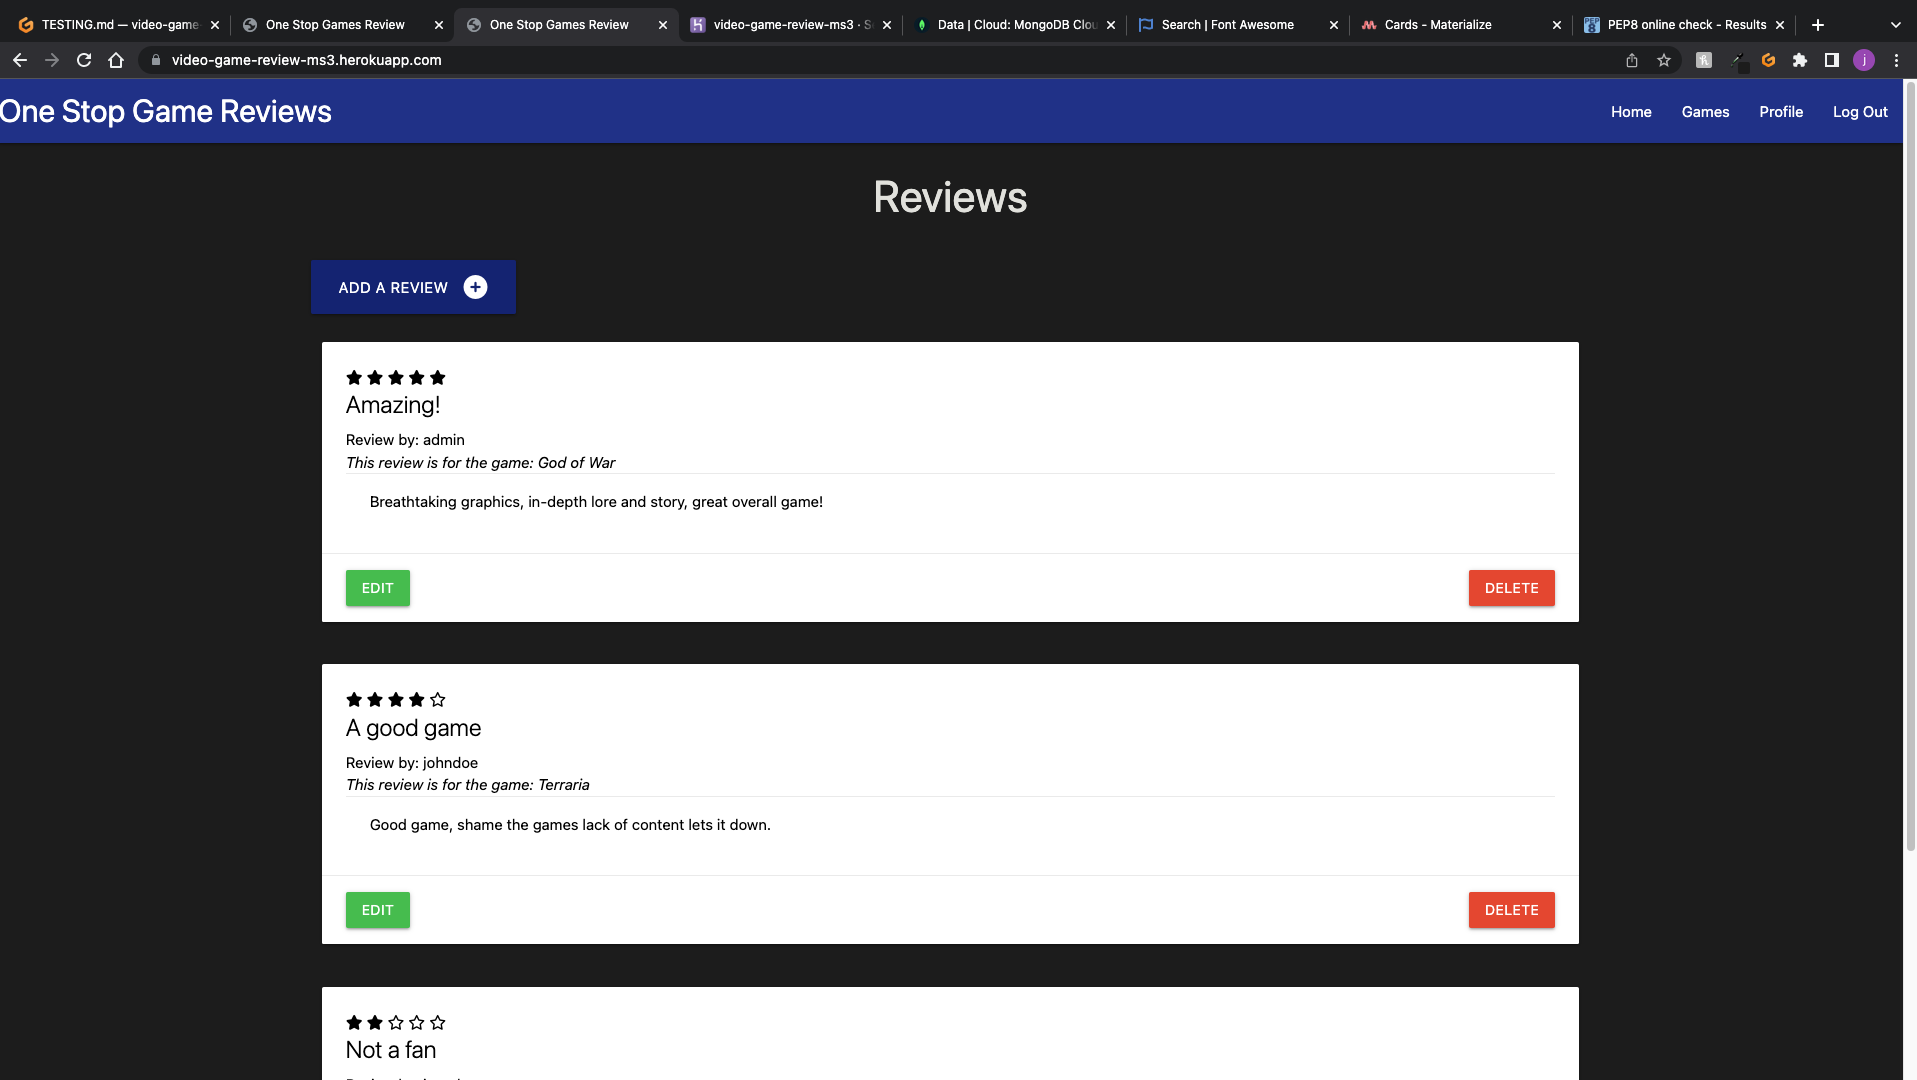 TESTING.md — video-game-
One Stop Games Review
One Stop Games Review
video-game-review-ms3 · S
Data | Cloud: MongoDB Clou
Search | Font Awesome
Cards - Materialize
PEP8 online check - Results
video-game-review-ms3.herokuapp.com
j
One Stop Game Reviews
Home
Games
Profile
Log Out
Reviews
ADD A REVIEW
Amazing!
Review by: admin
This review is for the game: God of War
Breathtaking graphics, in-depth lore and story, great overall game!
EDIT
DELETE
A good game
Review by: johndoe
This review is for the game: Terraria
Good game, shame the games lack of content lets it down.
EDIT
DELETE
Not a fan